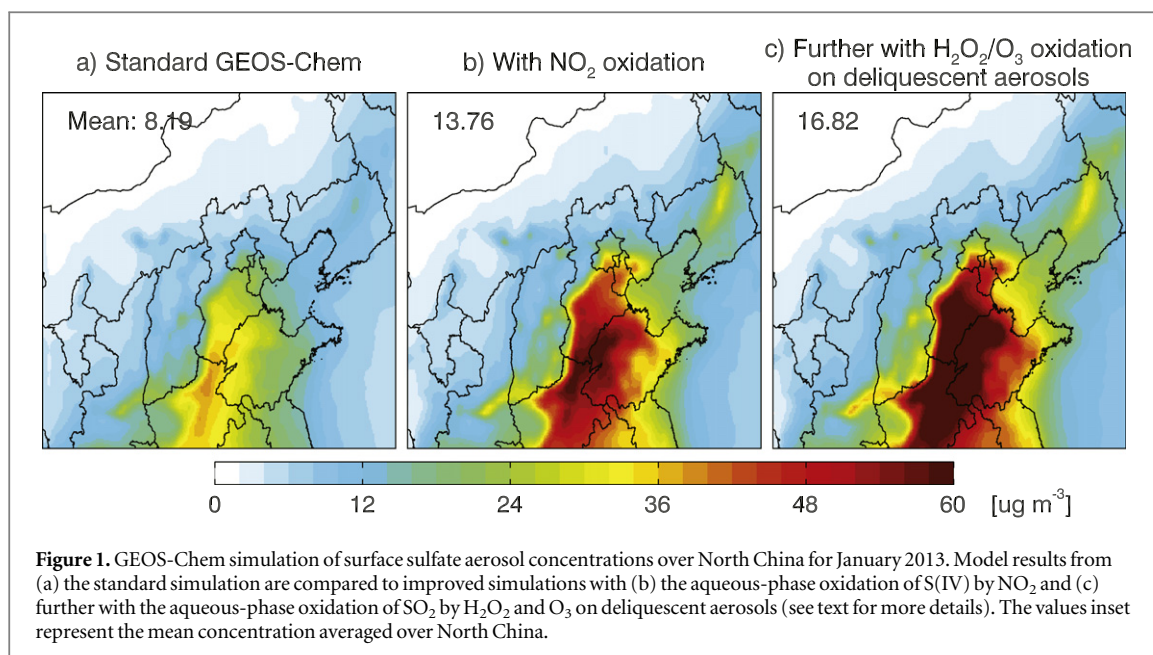 a) Standard GEOS-Chem
b) With NO₂ oxidation
c) Further with H₂O₂/O₃ oxidation
on deliquescent aerosols
Mean: 8.19
13.76
16.82
0 12 24 36 48 60 [ug m⁻³]
Figure 1. GEOS-Chem simulation of surface sulfate aerosol concentrations over North China for January 2013. Model results from
(a) the standard simulation are compared to improved simulations with (b) the aqueous-phase oxidation of S(IV) by NO₂ and (c)
further with the aqueous-phase oxidation of SO₂ by H₂O₂ and O₃ on deliquescent aerosols (see text for more details). The values inset
represent the mean concentration averaged over North China.